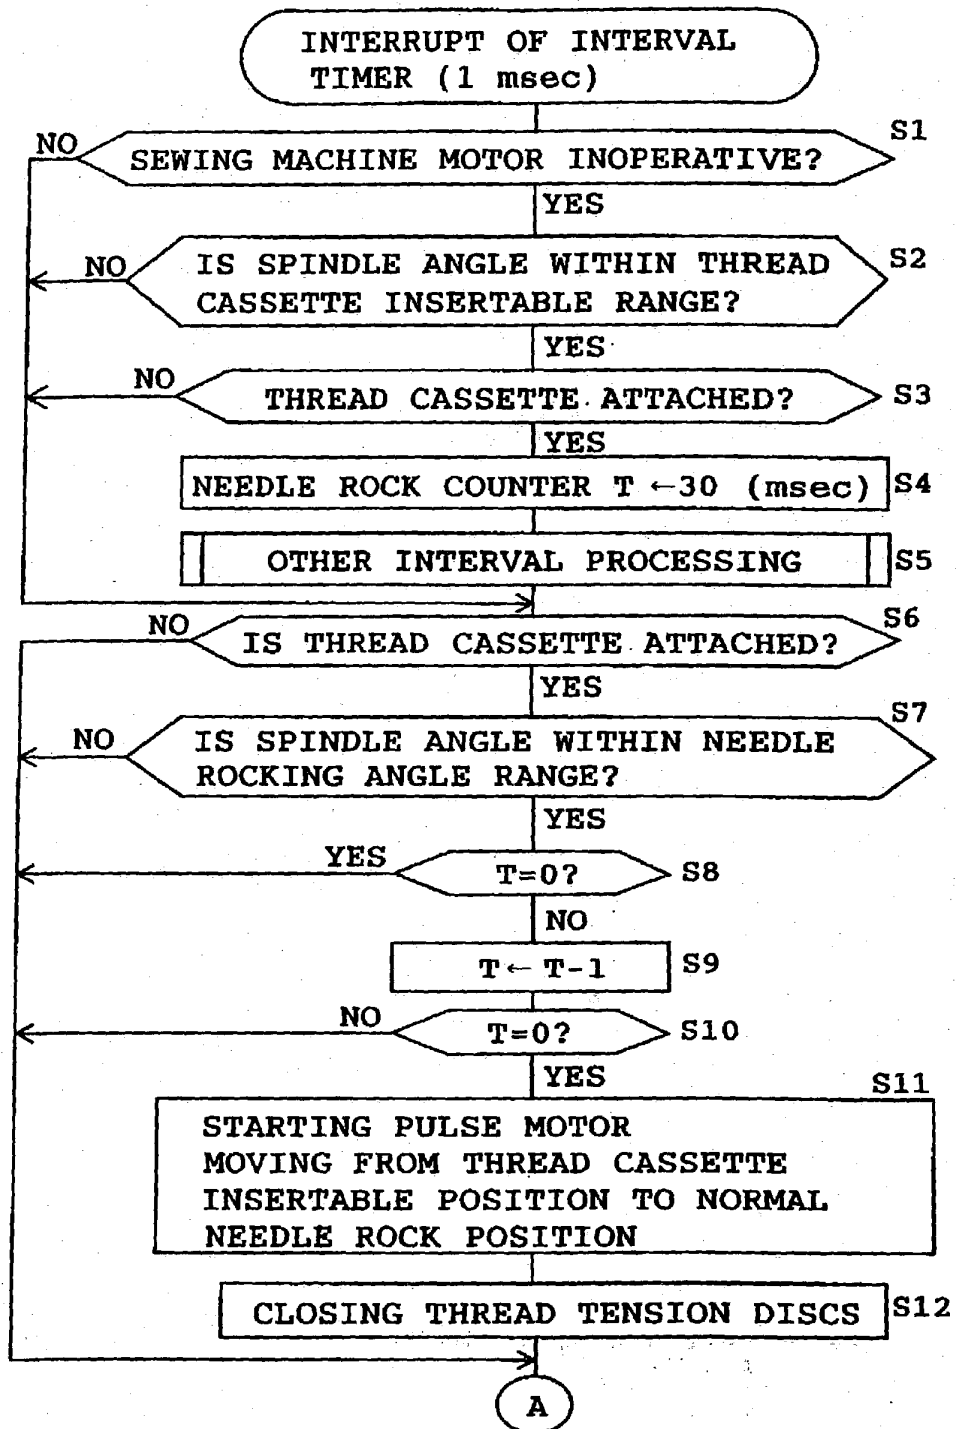 INTERRUPT OF INTERVAL
TIMER (1 msec)
S1
NO
SEWING MACHINE MOTOR INOPERATIVE?
YES
S2
NO
IS SPINDLE ANGLE WITHIN THREAD
CASSETTE INSERTABLE RANGE?
YES
NO
THREAD CASSETTE ATTACHED?
S3
YES
NEEDLE ROCK COUNTER T ←30 (msec)
S4
OTHER INTERVAL PROCESSING
S5
S6
NO
IS THREAD CASSETTE ATTACHED?
YES
S7
NO
IS SPINDLE ANGLE WITHIN NEEDLE
ROCKING ANGLE RANGE?
YES
YES
T=0?
S8
NO
T← T-1
S9
NO
T=0?
S10
YES
S11
STARTING PULSE MOTOR
MOVING FROM THREAD CASSETTE
INSERTABLE POSITION TO NORMAL
NEEDLE ROCK POSITION
CLOSING THREAD TENSION DISCS
S12
A